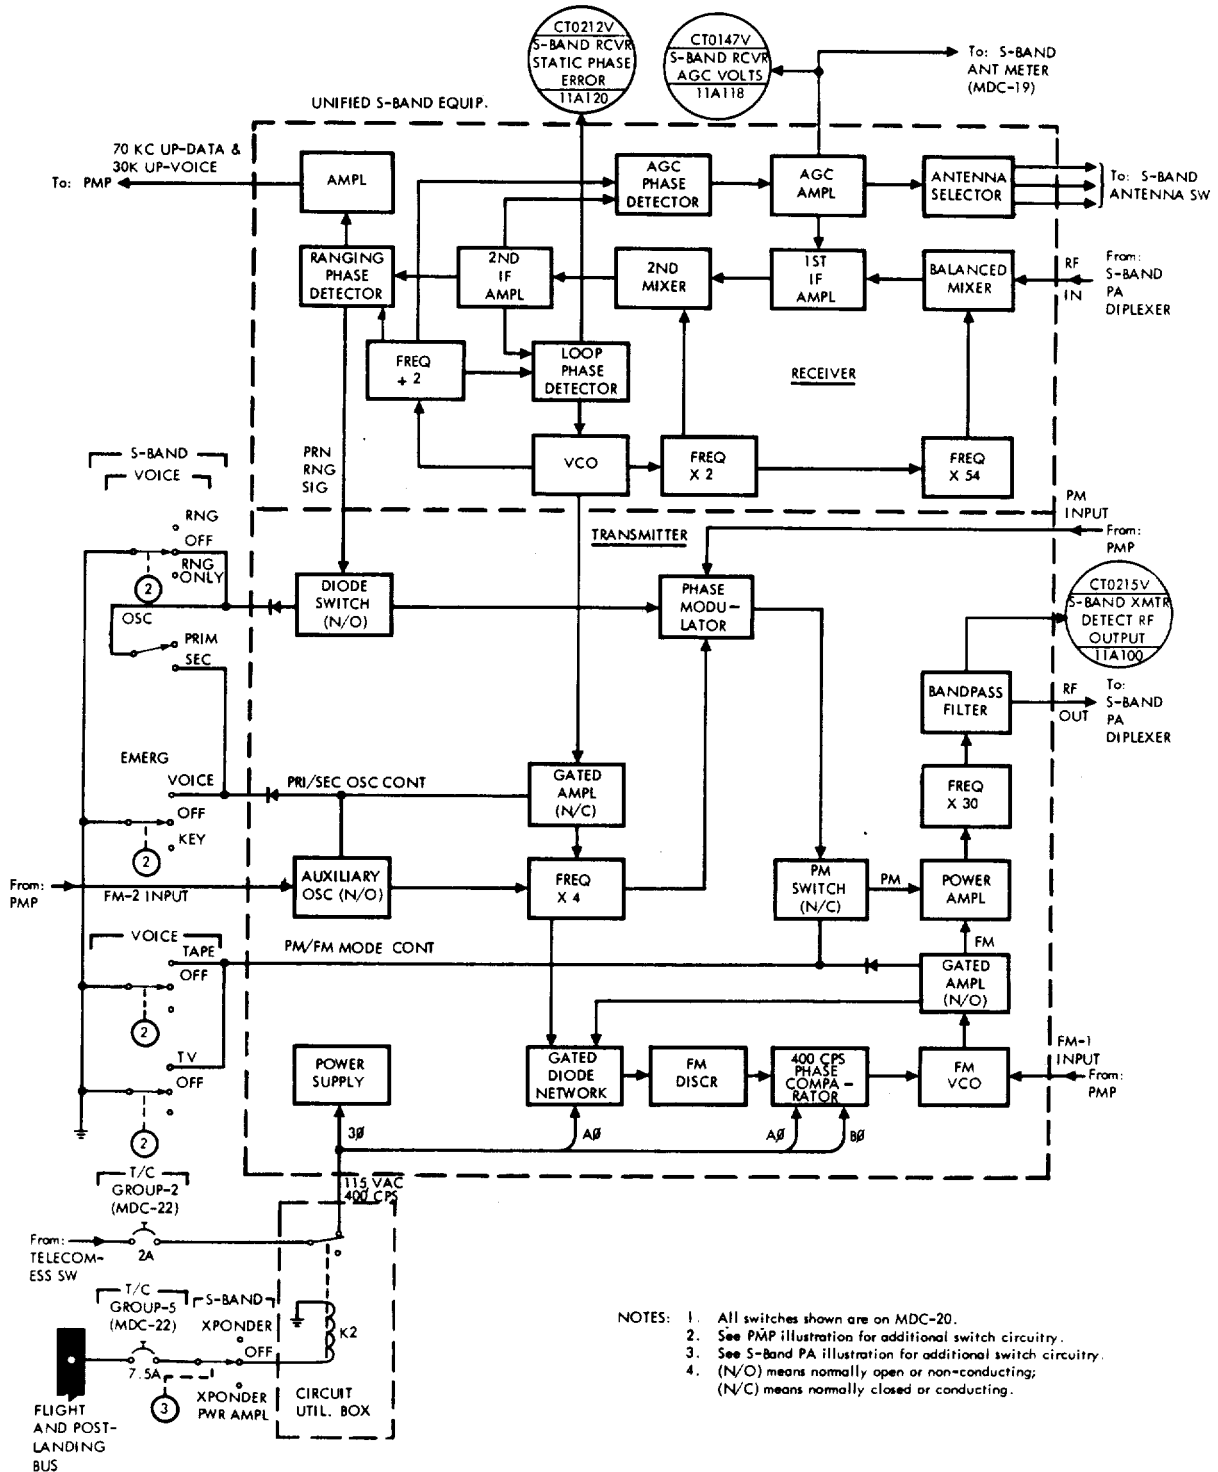 CT0212V
S-BAND RCVR
STATIC PHASE
ERROR
11A120
CT0147V
S-BAND RCVR
AGC VOLTS
11A118
To: S-BAND
ANT METER
(MDC-19)
UNIFIED S-BAND EQUIP.
70 KC UP-DATA &
30K UP-VOICE
To: PMP
AMPL
AGC
PHASE
DETECTOR
AGC
AMPL
ANTENNA
SELECTOR
To: S-BAND
ANTENNA SW
RANGING
PHASE
DETECTOR
2ND
IF
AMPL
2ND
MIXER
1ST
IF
AMPL
BALANCED
MIXER
RF
IN
From:
S-BAND
PA
DIPLEXER
FREQ
÷ 2
LOOP
PHASE
DETECTOR
RECEIVER
PRN
RNG
SIG
VCO
FREQ
X 2
FREQ
X 54
S-BAND
VOICE
RNG
OFF
RNG
ONLY
2
OSC
PRIM
SEC
PM
INPUT
From:
PMP
TRANSMITTER
DIODE
SWITCH
(N/O)
PHASE
MODU-
LATOR
CT0215V
S-BAND XMTR
DETECT RF
OUTPUT
11A100
BANDPASS
FILTER
RF
OUT
To:
S-BAND
PA
DIPLEXER
EMERG
VOICE
OFF
KEY
2
PRI/SEC OSC CONT
GATED
AMPL
(N/C)
FREQ
X 30
From:
PMP
FM-2 INPUT
AUXILIARY
OSC (N/O)
FREQ
X 4
PM
SWITCH
(N/C)
PM
POWER
AMPL
FM
VOICE
TAPE
OFF
2
PM/FM MODE CONT
GATED
AMPL
(N/O)
TV
OFF
2
POWER
SUPPLY
GATED
DIODE
NETWORK
FM
DISCR
400 CPS
PHASE
COMPA-
RATOR
FM
VCO
FM-1
INPUT
From:
PMP
3Ø
AØ
AØ
BØ
115 VAC
400 CPS
T/C
GROUP-2
(MDC-22)
From:
TELECOM-
ESS SW
2A
T/C
GROUP-5
(MDC-22)
S-BAND
XPONDER
OFF
K2
7.5A
3
XPONDER
PWR AMPL
CIRCUIT
UTIL. BOX
FLIGHT
AND POST-
LANDING
BUS
NOTES: 1. All switches shown are on MDC-20.
2. See PMP illustration for additional switch circuitry.
3. See S-Band PA illustration for additional switch circuitry.
4. (N/O) means normally open or non-conducting;
(N/C) means normally closed or conducting.